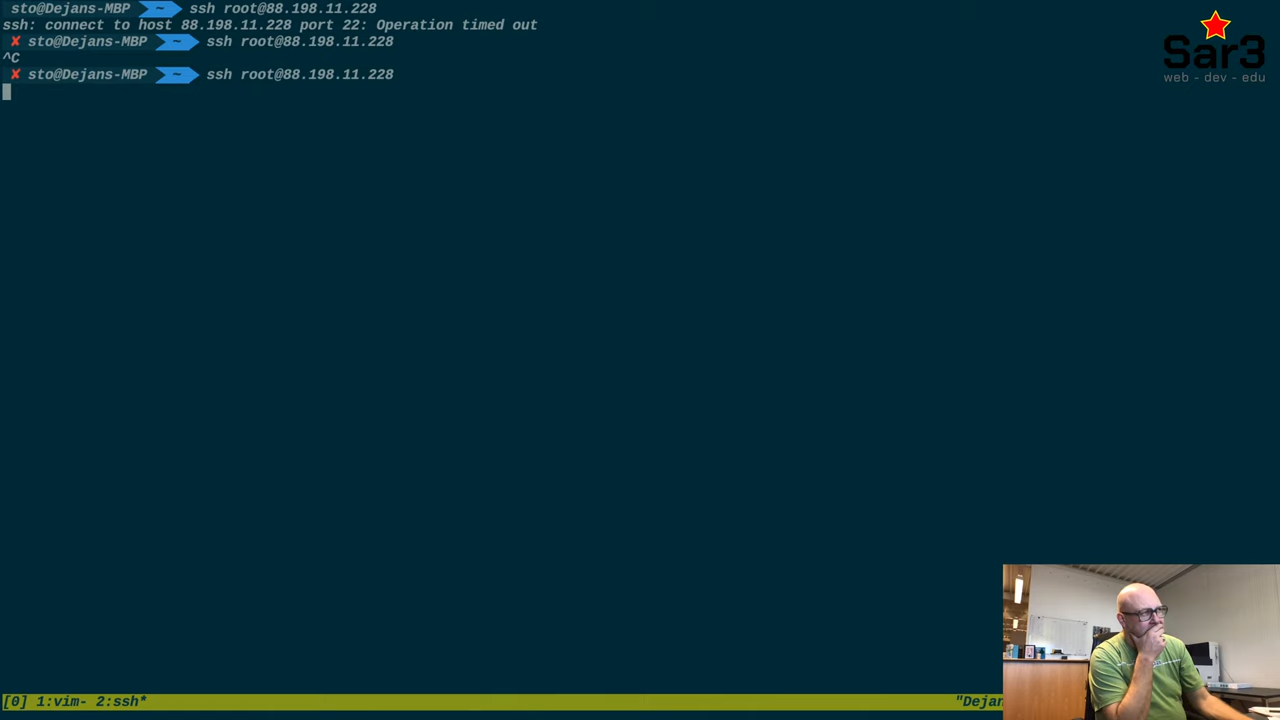 sto@Dejans-MBP ~ ssh root@88.198.11.228
ssh: connect to host 88.198.11.228 port 22: Operation timed out
✘ sto@Dejans-MBP ~ ssh root@88.198.11.228
^C
✘ sto@Dejans-MBP ~ ssh root@88.198.11.228
Sar3
web - dev - edu
[0] 1:vim- 2:ssh* "Dejan